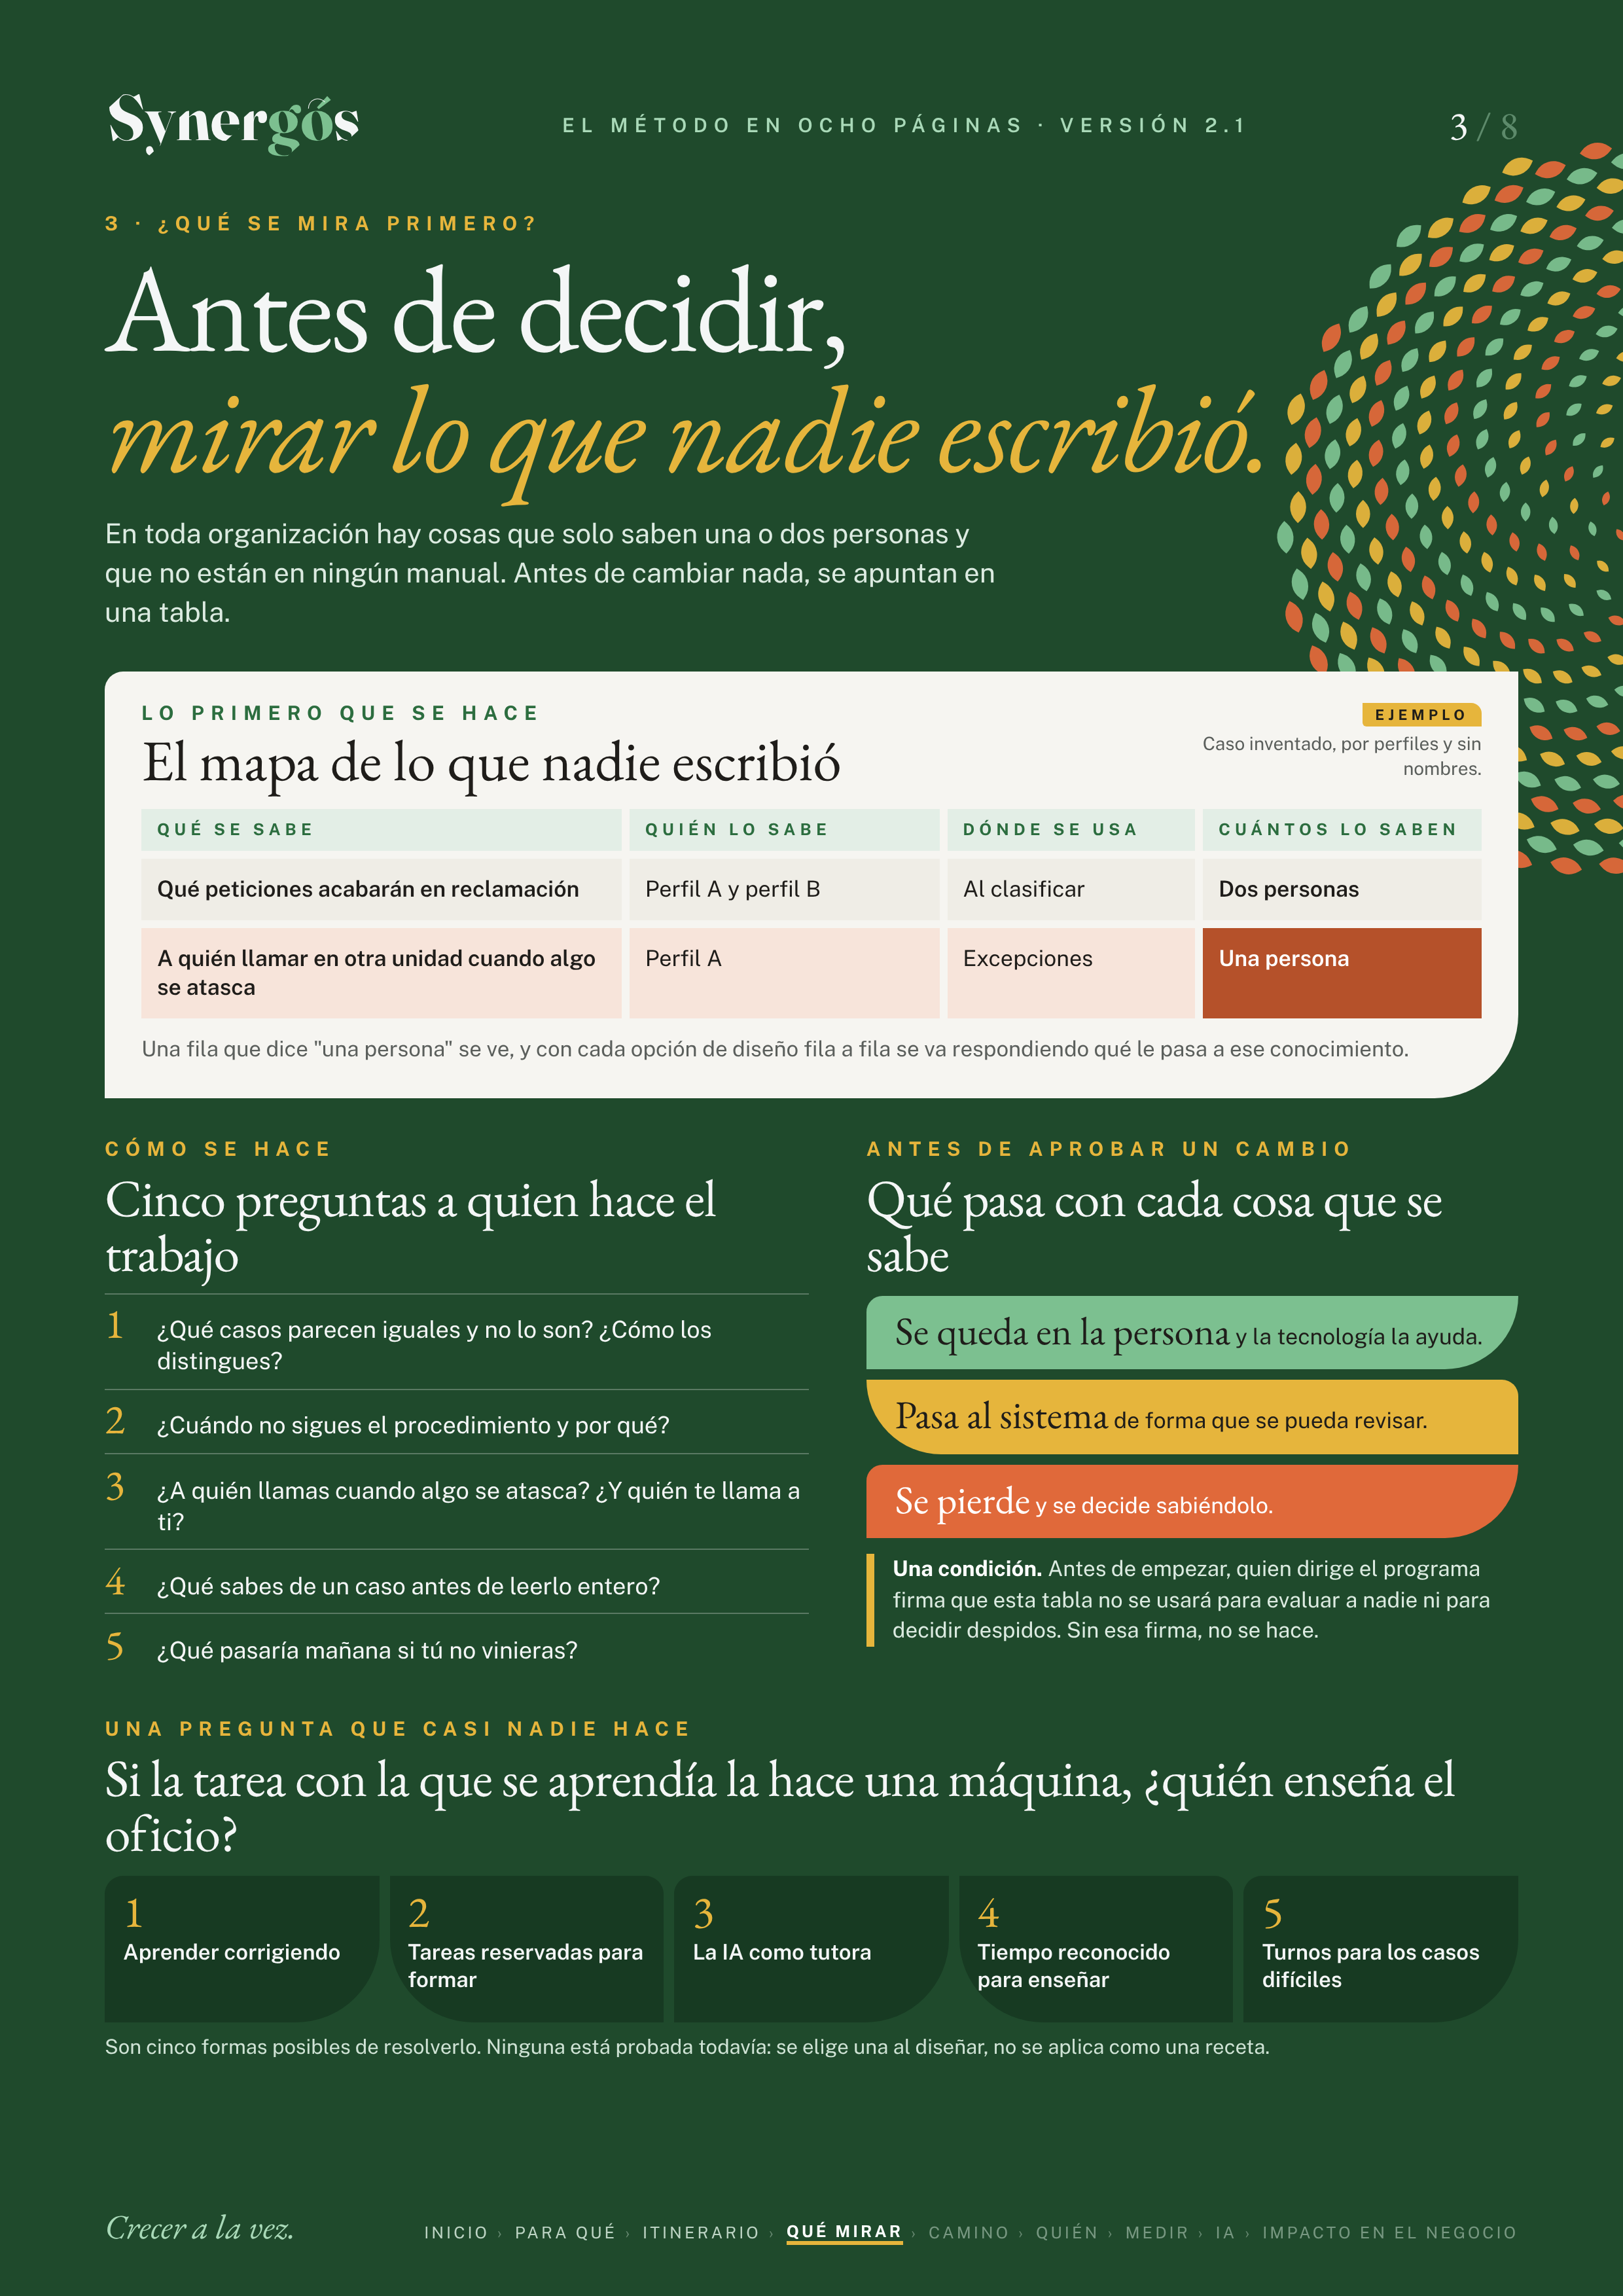 Synergós
EL MÉTODO EN OCHO PÁGINAS · VERSIÓN 2.1
3 / 8
3 · ¿QUÉ SE MIRA PRIMERO?
Antes de decidir,
mirar lo que nadie escribió.
En toda organización hay cosas que solo saben una o dos personas y
que no están en ningún manual. Antes de cambiar nada, se apuntan en
una tabla.
LO PRIMERO QUE SE HACE
El mapa de lo que nadie escribió
EJEMPLO
Caso inventado, por perfiles y sin
nombres.
QUÉ SE SABE
QUIÉN LO SABE
DÓNDE SE USA
CUÁNTOS LO SABEN
Qué peticiones acabarán en reclamación
Perfil A y perfil B
Al clasificar
Dos personas
A quién llamar en otra unidad cuando algo
se atasca
Perfil A
Excepciones
Una persona
Una fila que dice "una persona" se ve, y con cada opción de diseño fila a fila se va respondiendo qué le pasa a ese conocimiento.
CÓMO SE HACE
Cinco preguntas a quien hace el
trabajo
1 ¿Qué casos parecen iguales y no lo son? ¿Cómo los
distingues?
2 ¿Cuándo no sigues el procedimiento y por qué?
3 ¿A quién llamas cuando algo se atasca? ¿Y quién te llama a
ti?
4 ¿Qué sabes de un caso antes de leerlo entero?
5 ¿Qué pasaría mañana si tú no vinieras?
ANTES DE APROBAR UN CAMBIO
Qué pasa con cada cosa que se
sabe
Se queda en la persona y la tecnología la ayuda.
Pasa al sistema de forma que se pueda revisar.
Se pierde y se decide sabiéndolo.
Una condición. Antes de empezar, quien dirige el programa
firma que esta tabla no se usará para evaluar a nadie ni para
decidir despidos. Sin esa firma, no se hace.
UNA PREGUNTA QUE CASI NADIE HACE
Si la tarea con la que se aprendía la hace una máquina, ¿quién enseña el
oficio?
1
Aprender corrigiendo
2
Tareas reservadas para
formar
3
La IA como tutora
4
Tiempo reconocido
para enseñar
5
Turnos para los casos
difíciles
Son cinco formas posibles de resolverlo. Ninguna está probada todavía: se elige una al diseñar, no se aplica como una receta.
Crecer a la vez.
INICIO › PARA QUÉ › ITINERARIO › QUÉ MIRAR › CAMINO › QUIÉN › MEDIR › IA › IMPACTO EN EL NEGOCIO